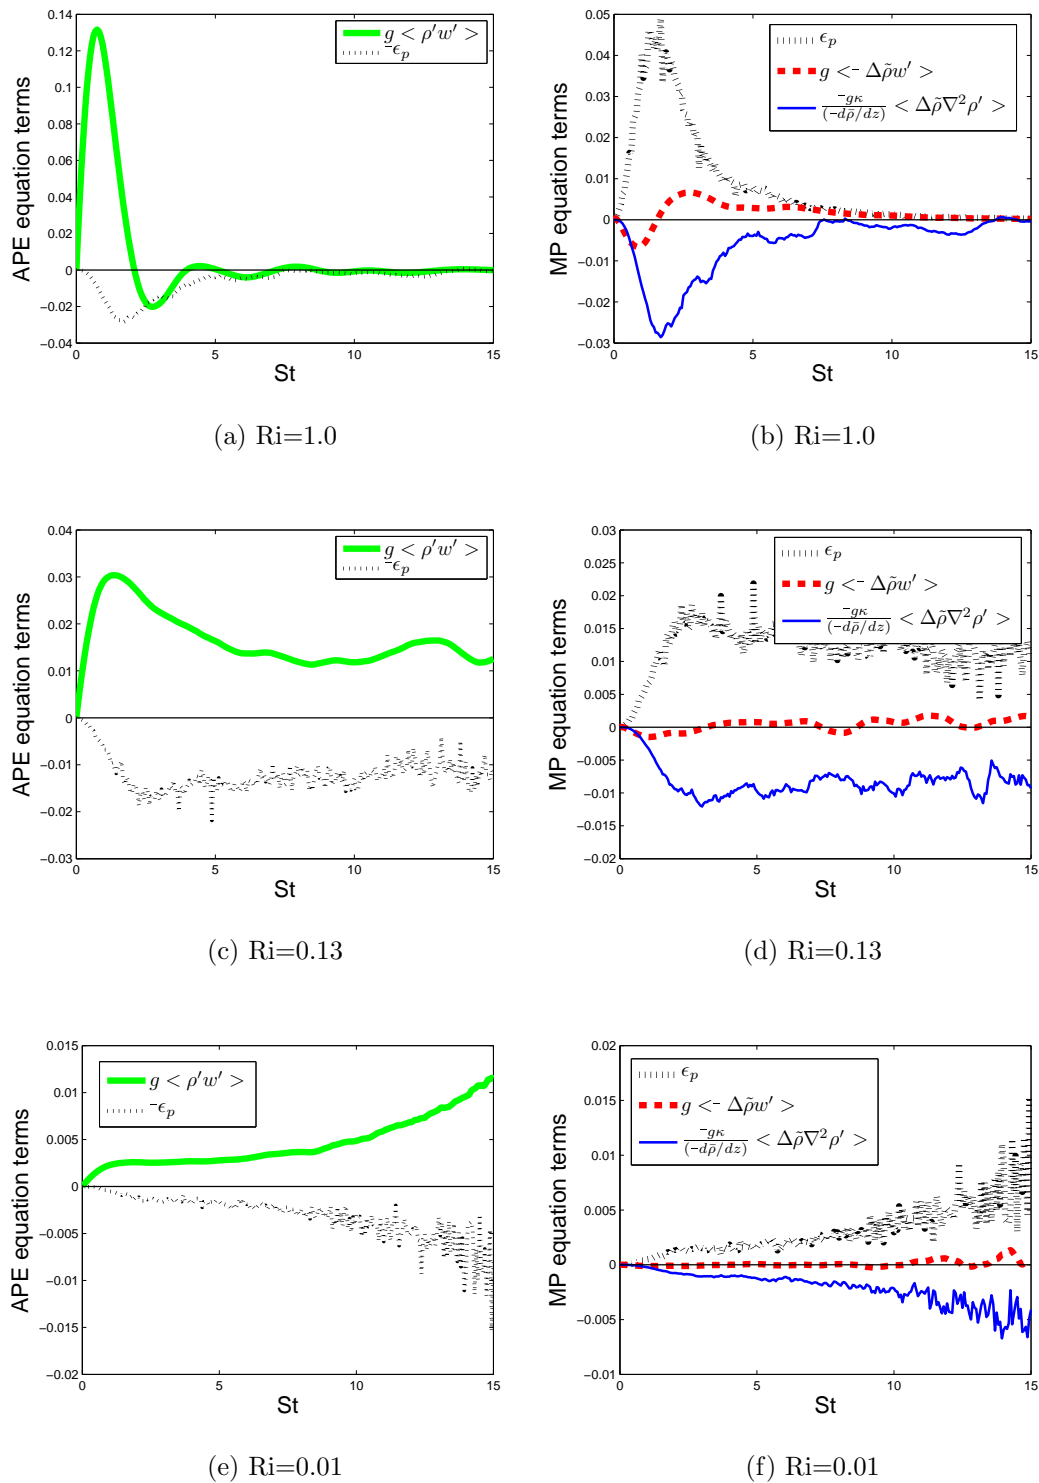 0.14
0.12
0.1
0.08
0.06
0.04
0.02
0
−0.02
−0.04
APE equation terms
g < ρ′w′ >
⁻ϵₚ
0 5 10 15
St
(a) Ri=1.0
0.05
0.04
0.03
0.02
0.01
0
−0.01
−0.02
−0.03
MP equation terms
ϵₚ
g <⁻ Δρ̃w′ >
⁻gκ/(−dρ̄/dz) < Δρ̃∇²ρ′ >
0 5 10 15
St
(b) Ri=1.0
0.04
0.03
0.02
0.01
0
−0.01
−0.02
−0.03
APE equation terms
g < ρ′w′ >
⁻ϵₚ
0 5 10 15
St
(c) Ri=0.13
0.03
0.025
0.02
0.015
0.01
0.005
0
−0.005
−0.01
−0.015
−0.02
MP equation terms
ϵₚ
g <⁻ Δρ̃w′ >
⁻gκ/(−dρ̄/dz) < Δρ̃∇²ρ′ >
0 5 10 15
St
(d) Ri=0.13
0.015
0.01
0.005
0
−0.005
−0.01
−0.015
−0.02
APE equation terms
g < ρ′w′ >
⁻ϵₚ
0 5 10 15
St
(e) Ri=0.01
0.02
0.015
0.01
0.005
0
−0.005
−0.01
MP equation terms
ϵₚ
g <⁻ Δρ̃w′ >
⁻gκ/(−dρ̄/dz) < Δρ̃∇²ρ′ >
0 5 10 15
St
(f) Ri=0.01